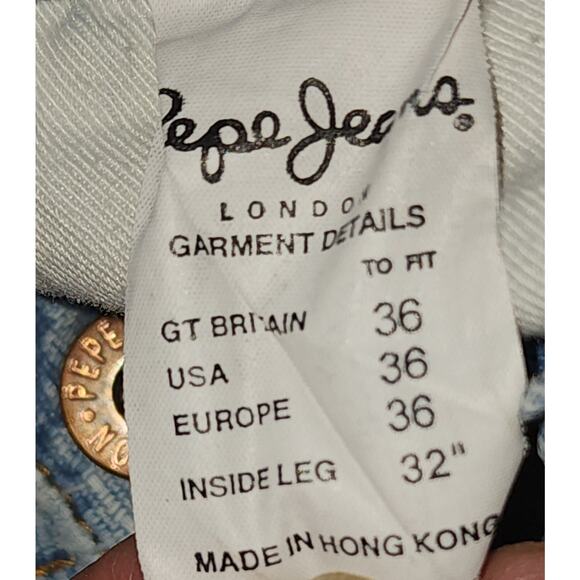 Pepe Jeans®
LONDON
GARMENT DETAILS
TO FIT
GT BRITAIN 36
USA 36
EUROPE 36
INSIDE LEG 32"
MADE IN HONG KONG
PEPE